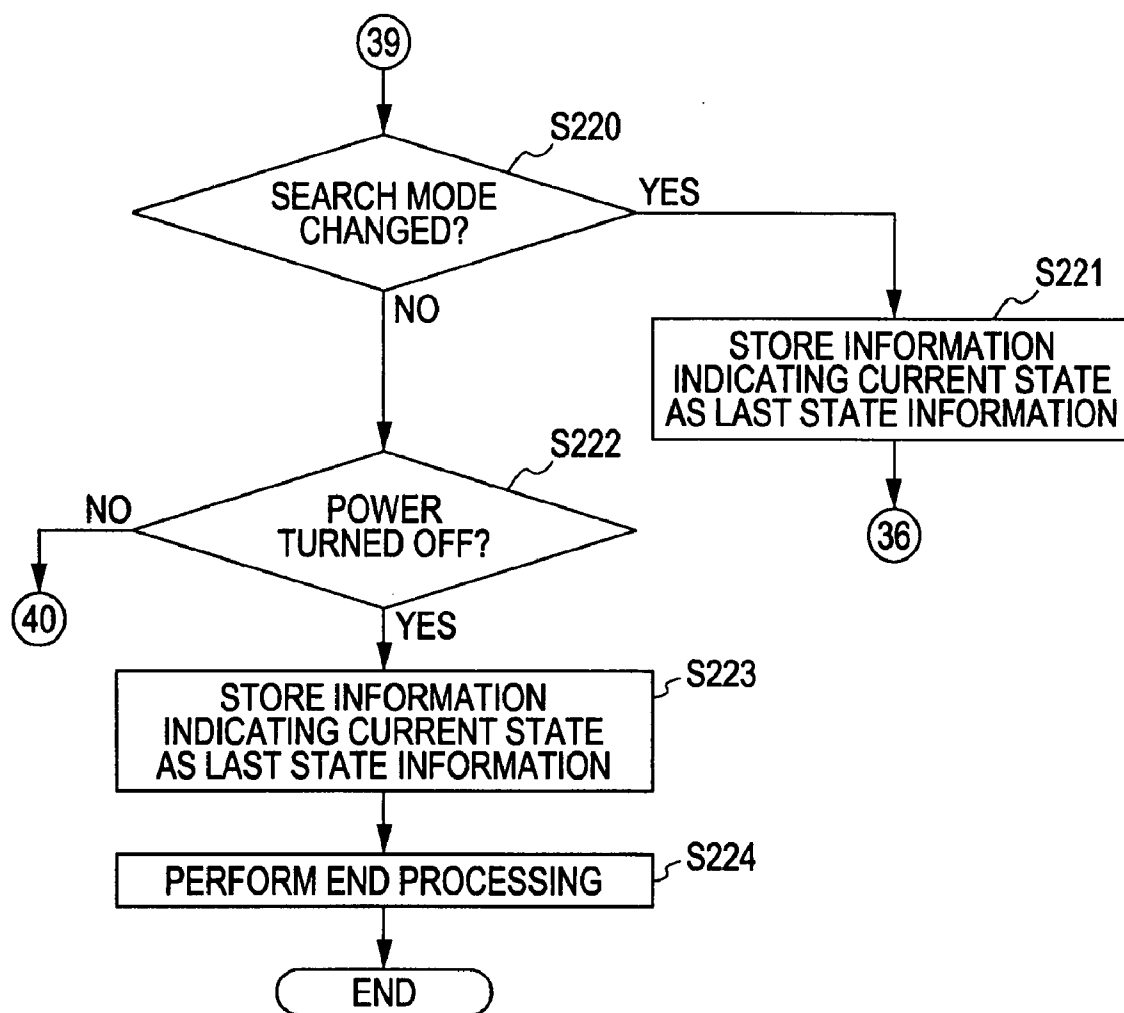 39
S220
SEARCH MODE
CHANGED?
YES
NO
S221
STORE INFORMATION
INDICATING CURRENT STATE
AS LAST STATE INFORMATION
36
S222
POWER
TURNED OFF?
NO
40
YES
S223
STORE INFORMATION
INDICATING CURRENT STATE
AS LAST STATE INFORMATION
S224
PERFORM END PROCESSING
END